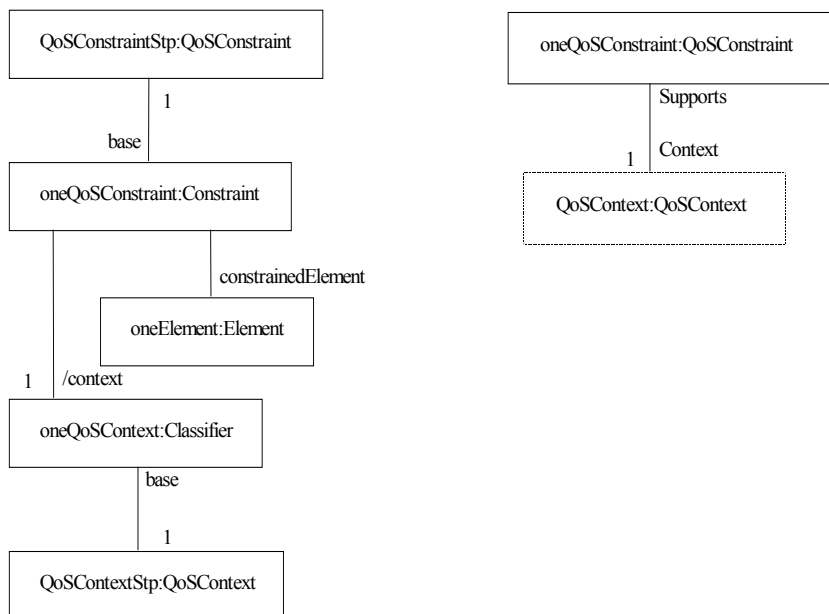 QoSConstraintStp:QoSConstraint
1
base
oneQoSConstraint:Constraint
constrainedElement
oneElement:Element
1
/context
oneQoSContext:Classifier
base
1
QoSContextStp:QoSContext
oneQoSConstraint:QoSConstraint
Supports
Context
1
QoSContext:QoSContext